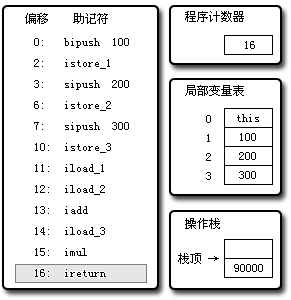 偏移 助记符
0: bipush 100
2: istore_1
3: sipush 200
6: istore_2
7: sipush 300
10: istore_3
11: iload_1
12: iload_2
13: iadd
14: iload_3
15: imul
16: ireturn
程序计数器
16
局部变量表
0 this
1 100
2 200
3 300
操作栈
栈顶 →
90000